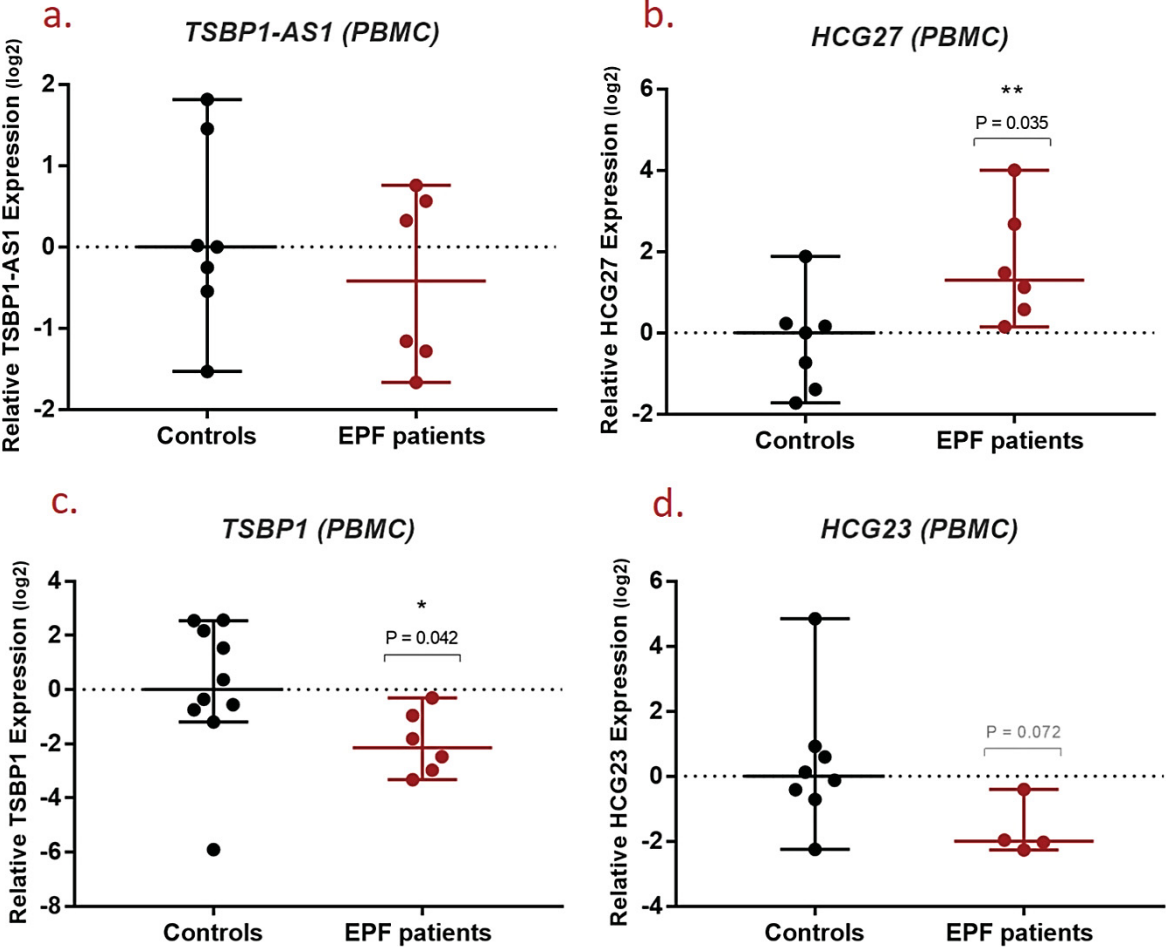 a.
TSBP1-AS1 (PBMC)
Relative TSBP1-AS1 Expression (log2)
2
1
0
-1
-2
Controls
EPF patients
b.
HCG27 (PBMC)
Relative HCG27 Expression (log2)
6
4
2
0
-2
**
P = 0.035
Controls
EPF patients
c.
TSBP1 (PBMC)
Relative TSBP1 Expression (log2)
4
2
0
-2
-4
-6
-8
*
P = 0.042
Controls
EPF patients
d.
HCG23 (PBMC)
Relative HCG23 Expression (log2)
6
4
2
0
-2
-4
P = 0.072
Controls
EPF patients